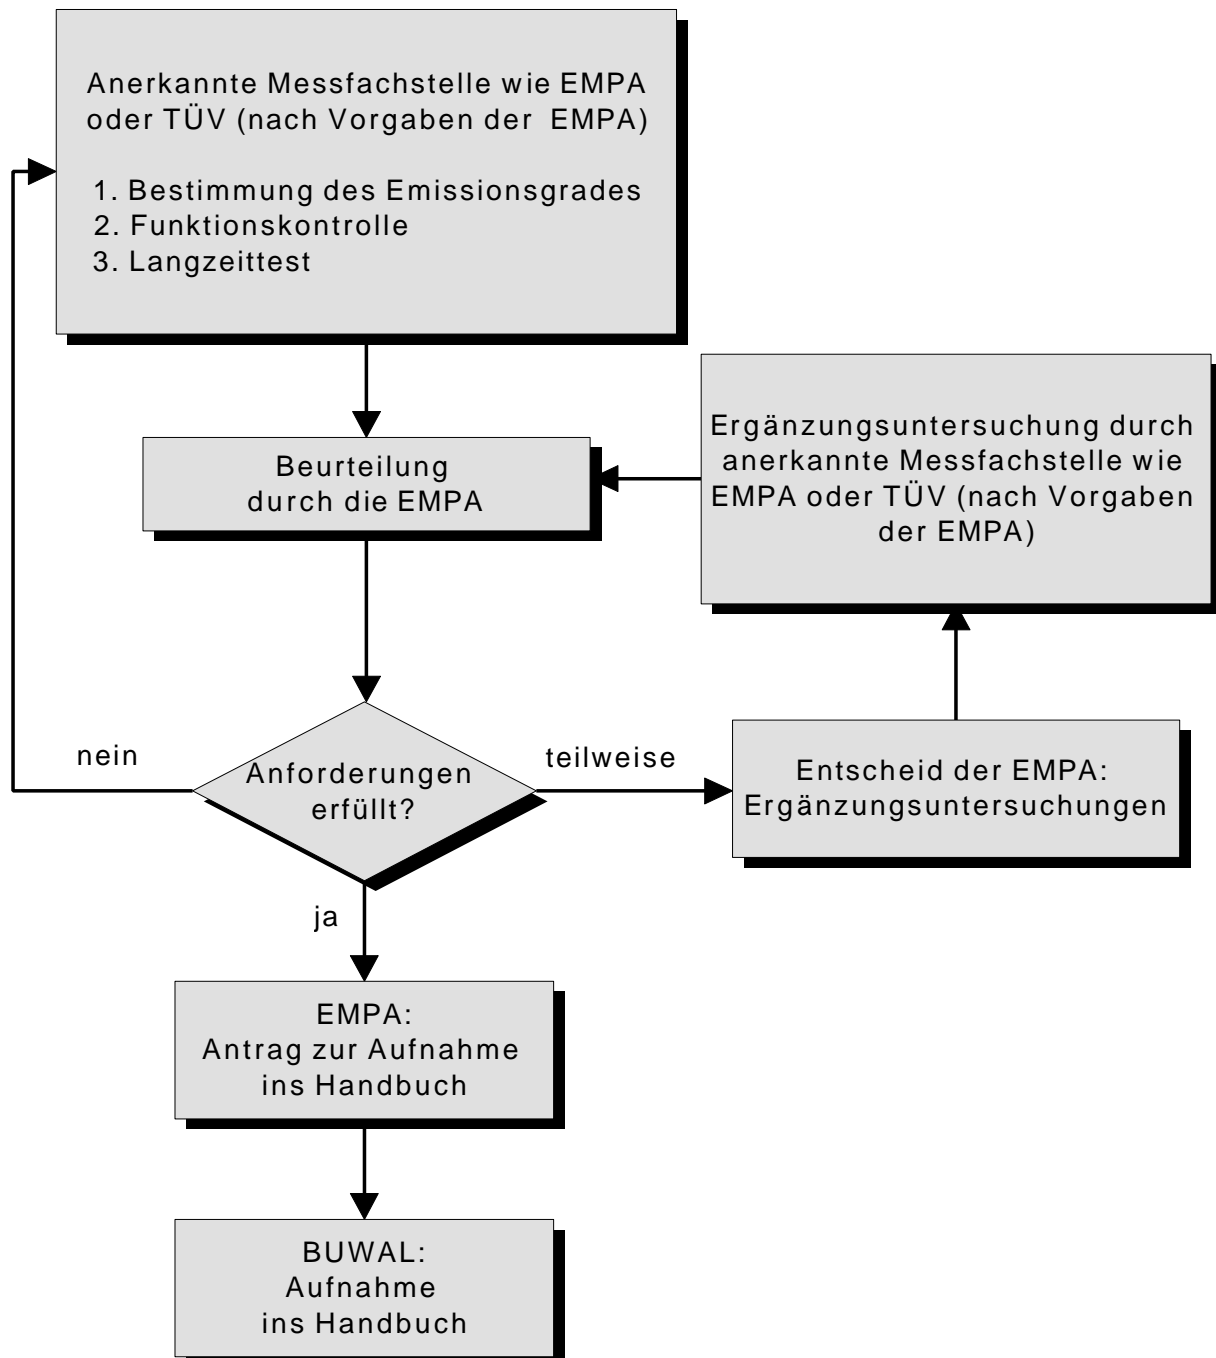 Anerkannte Messfachstelle wie EMPA
oder TÜV (nach Vorgaben der EMPA)
1. Bestimmung des Emissionsgrades
2. Funktionskontrolle
3. Langzeittest
Beurteilung
durch die EMPA
Ergänzungsuntersuchung durch
anerkannte Messfachstelle wie
EMPA oder TÜV (nach Vorgaben
der EMPA)
nein
Anforderungen
erfüllt?
teilweise
Entscheid der EMPA:
Ergänzungsuntersuchungen
ja
EMPA:
Antrag zur Aufnahme
ins Handbuch
BUWAL:
Aufnahme
ins Handbuch